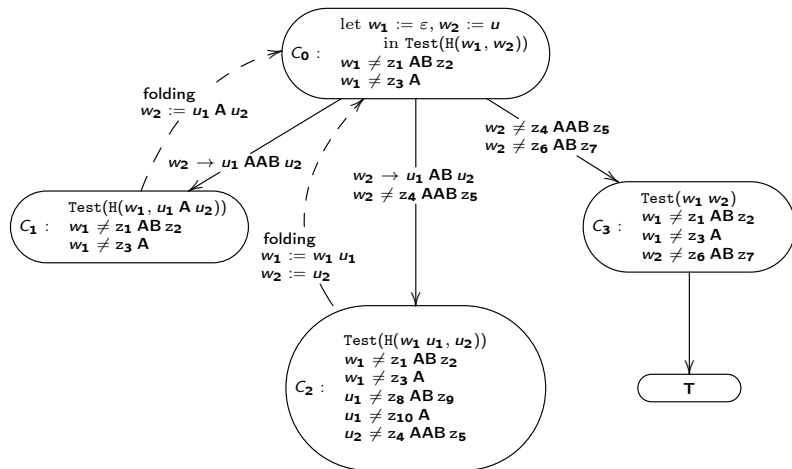 let w₁ := ε, w₂ := u
in Test(H(w₁, w₂))
C₀ :
w₁ ≠ z₁ AB z₂
w₁ ≠ z₃ A
folding
w₂ := u₁ A u₂
w₂ → u₁ AAB u₂
w₂ → u₁ AB u₂
w₂ ≠ z₄ AAB z₅
w₂ ≠ z₄ AAB z₅
w₂ ≠ z₆ AB z₇
Test(H(w₁, u₁ A u₂))
C₁ : w₁ ≠ z₁ AB z₂
w₁ ≠ z₃ A
folding
w₁ := w₁ u₁
w₂ := u₂
Test(w₁ w₂)
w₁ ≠ z₁ AB z₂
C₃ :
w₁ ≠ z₃ A
w₂ ≠ z₆ AB z₇
Test(H(w₁ u₁, u₂))
w₁ ≠ z₁ AB z₂
w₁ ≠ z₃ A
C₂ :
u₁ ≠ z₈ AB z₉
u₁ ≠ z₁₀ A
u₂ ≠ z₄ AAB z₅
T